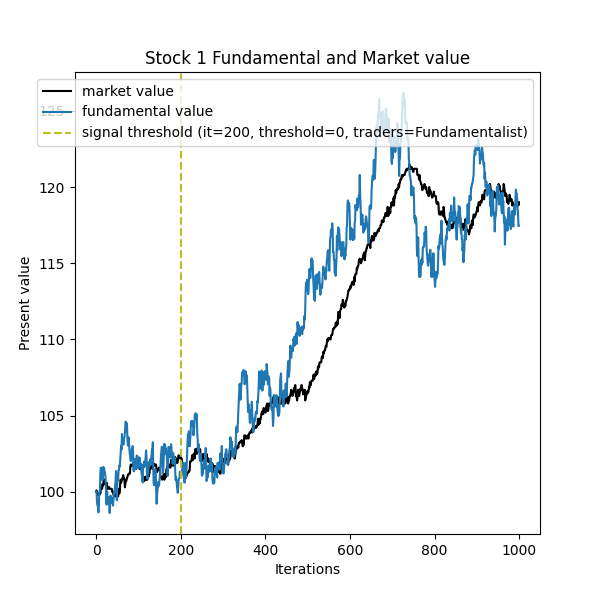 Stock 1 Fundamental and Market value
market value
fundamental value
signal threshold (it=200, threshold=0, traders=Fundamentalist)
125
120
115
110
105
100
Present value
0 200 400 600 800 1000
Iterations